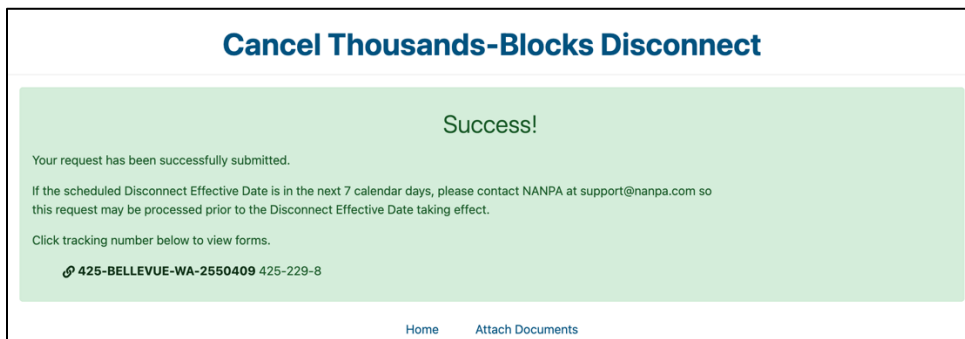 Cancel Thousands-Blocks Disconnect
Success!
Your request has been successfully submitted.
If the scheduled Disconnect Effective Date is in the next 7 calendar days, please contact NANPA at support@nanpa.com so
this request may be processed prior to the Disconnect Effective Date taking effect.
Click tracking number below to view forms.
425-BELLEVUE-WA-2550409 425-229-8
Home Attach Documents